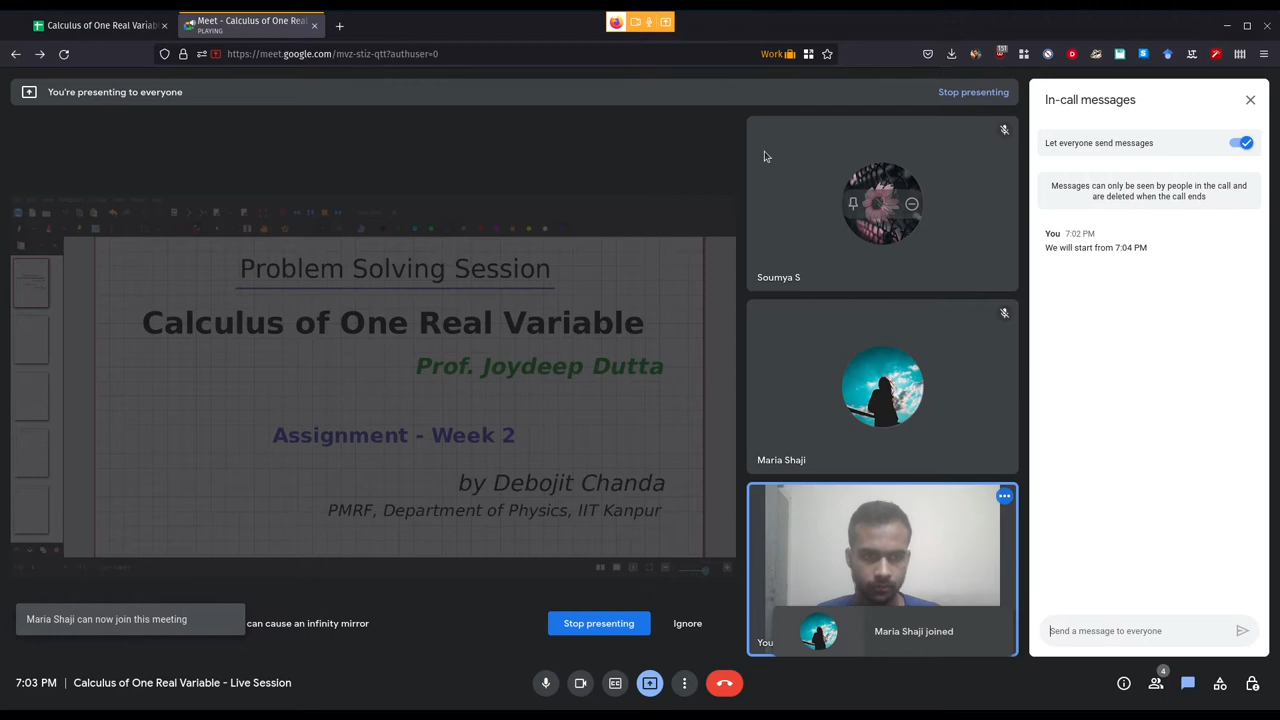 Calculus of One Real Variab
Meet - Calculus of One Real
PLAYING
https://meet.google.com/mvz-stiz-qtt?authuser=0
Work
151
You're presenting to everyone
Stop presenting
Problem Solving Session
Calculus of One Real Variable
Prof. Joydeep Dutta
Assignment - Week 2
by Debojit Chanda
PMRF, Department of Physics, IIT Kanpur
Soumya S
Maria Shaji
You
Maria Shaji joined
Maria Shaji can now join this meeting
can cause an infinity mirror
Stop presenting
Ignore
In-call messages
Let everyone send messages
Messages can only be seen by people in the call and
are deleted when the call ends
You 7:02 PM
We will start from 7:04 PM
Send a message to everyone
7:03 PM | Calculus of One Real Variable - Live Session
4